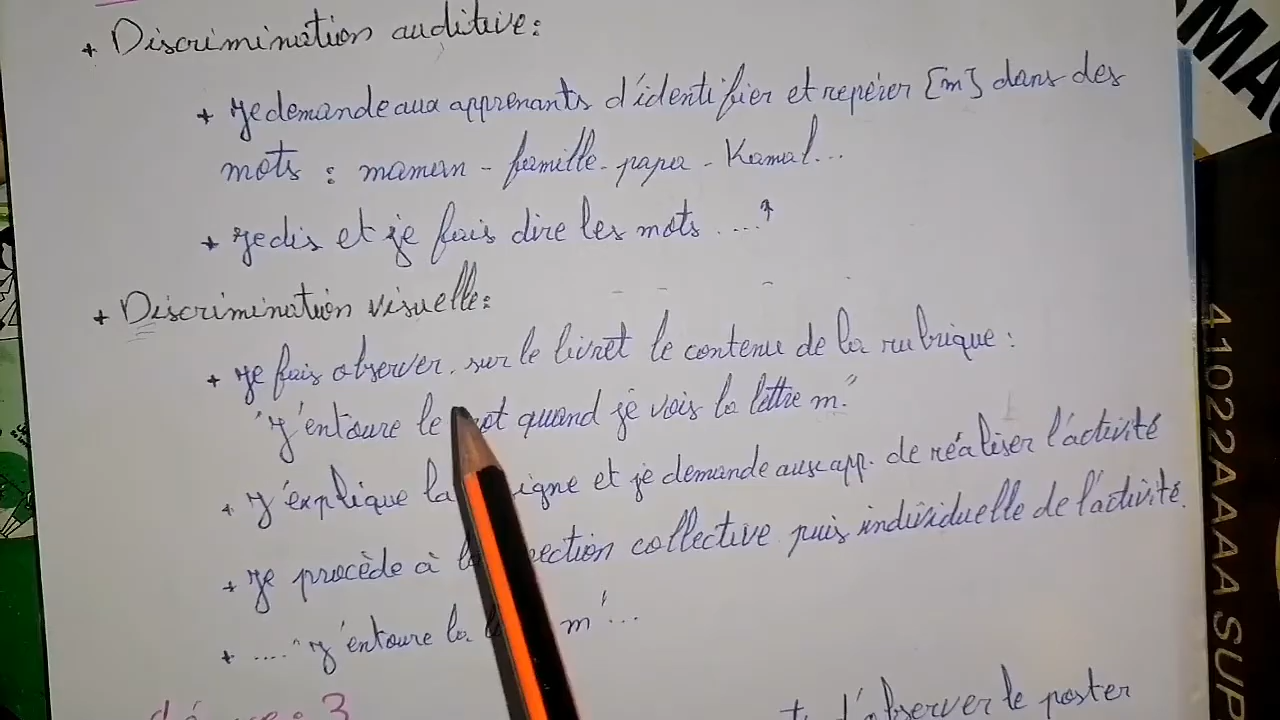 + Discrimination auditive:
+ Je demande aux apprenants d'identifier et repérer [m] dans des
mots : maman - famille - papa - Kamal...
+ Je dis et je fais dire les mots ....
+ Discrimination visuelle:
+ Je fais observer, sur le livret le contenu de la rubrique :
"J'entoure le quand je vois la lettre m."
+ J'explique la et je demande aux app. de réaliser l'activité
+ Je procède à collective puis individuelle de l'activité.
+ .... "J'entoure la m"...
3
d'observer le poster
41022AAAA SUP